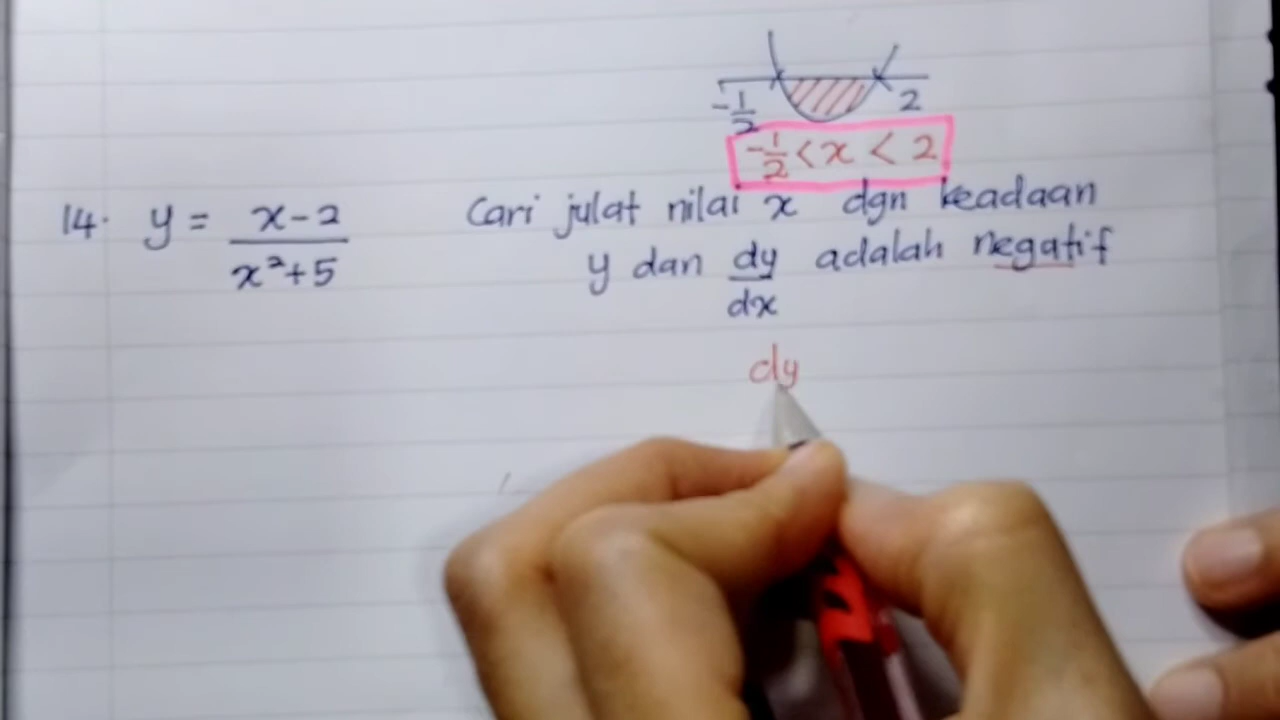 -1/2 2
-1/2 < x < 2
14. y = x-2 / x²+5 Cari julat nilai x dgn keadaan
y dan dy/dx adalah negatif
dy